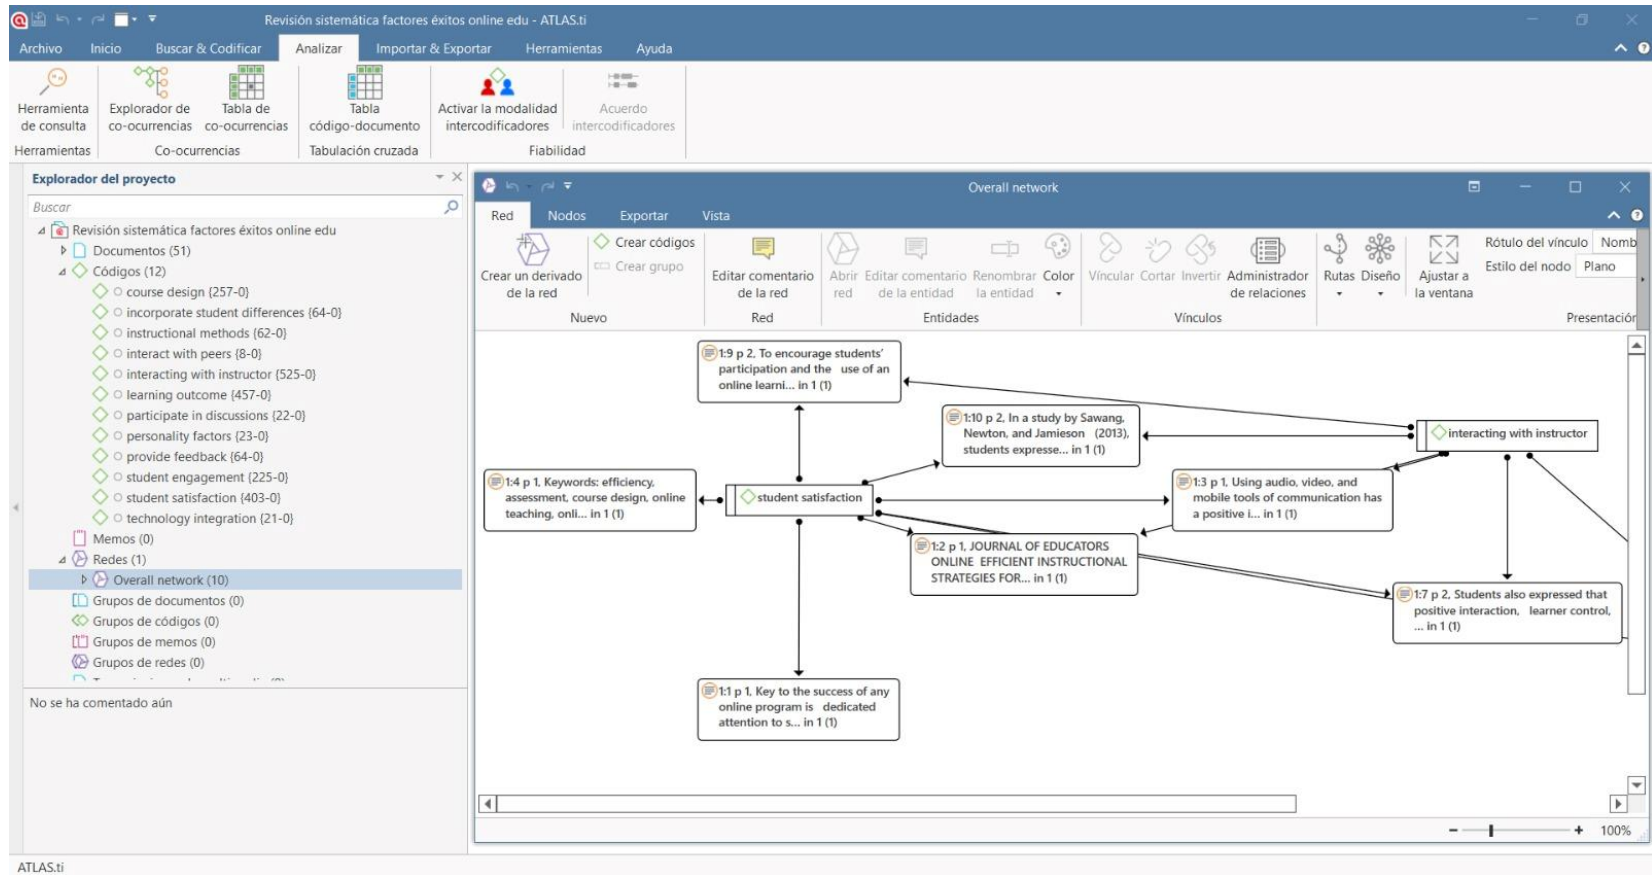 Revisión sistemática factores éxitos online edu - ATLAS.ti
Archivo Inicio Buscar & Codificar Analizar Importar & Exportar Herramientas Ayuda
Herramienta de consulta
Explorador de co-ocurrencias
Tabla de co-ocurrencias
Tabla código-documento
Activar la modalidad intercodificadores
Acuerdo intercodificadores
Herramientas Co-ocurrencias Tabulación cruzada Fiabilidad
Explorador del proyecto
Buscar
Revisión sistemática factores éxitos online edu
Documentos (51)
Códigos (12)
course design {257-0}
incorporate student differences {64-0}
instructional methods {62-0}
interact with peers {8-0}
interacting with instructor {525-0}
learning outcome {457-0}
participate in discussions {22-0}
personality factors {23-0}
provide feedback {64-0}
student engagement {225-0}
student satisfaction {403-0}
technology integration {21-0}
Memos (0)
Redes (1)
Overall network (10)
Grupos de documentos (0)
Grupos de códigos (0)
Grupos de memos (0)
Grupos de redes (0)
No se ha comentado aún
Overall network
Red Nodos Exportar Vista
Crear un derivado de la red
Crear códigos
Crear grupo
Editar comentario de la red
Abrir red
Editar comentario de la entidad
Renombrar la entidad
Color
Víncular Cortar Invertir
Administrador de relaciones
Rutas Diseño
Ajustar a la ventana
Rótulo del vínculo Nomb
Estilo del nodo Plano
Nuevo Red Entidades Vínculos Presentación
1:9 p 2, To encourage students'
participation and the use of an
online learni... in 1 (1)
1:10 p 2, In a study by Sawang,
Newton, and Jamieson (2013),
students expresse... in 1 (1)
interacting with instructor
1:4 p 1, Keywords: efficiency,
assessment, course design, online
teaching, onli... in 1 (1)
student satisfaction
1:3 p 1, Using audio, video, and
mobile tools of communication has
a positive i... in 1 (1)
1:2 p 1, JOURNAL OF EDUCATORS
ONLINE EFFICIENT INSTRUCTIONAL
STRATEGIES FOR... in 1 (1)
1:7 p 2, Students also expressed that
positive interaction, learner control,
... in 1 (1)
1:1 p 1, Key to the success of any
online program is dedicated
attention to s... in 1 (1)
100%
ATLAS.ti